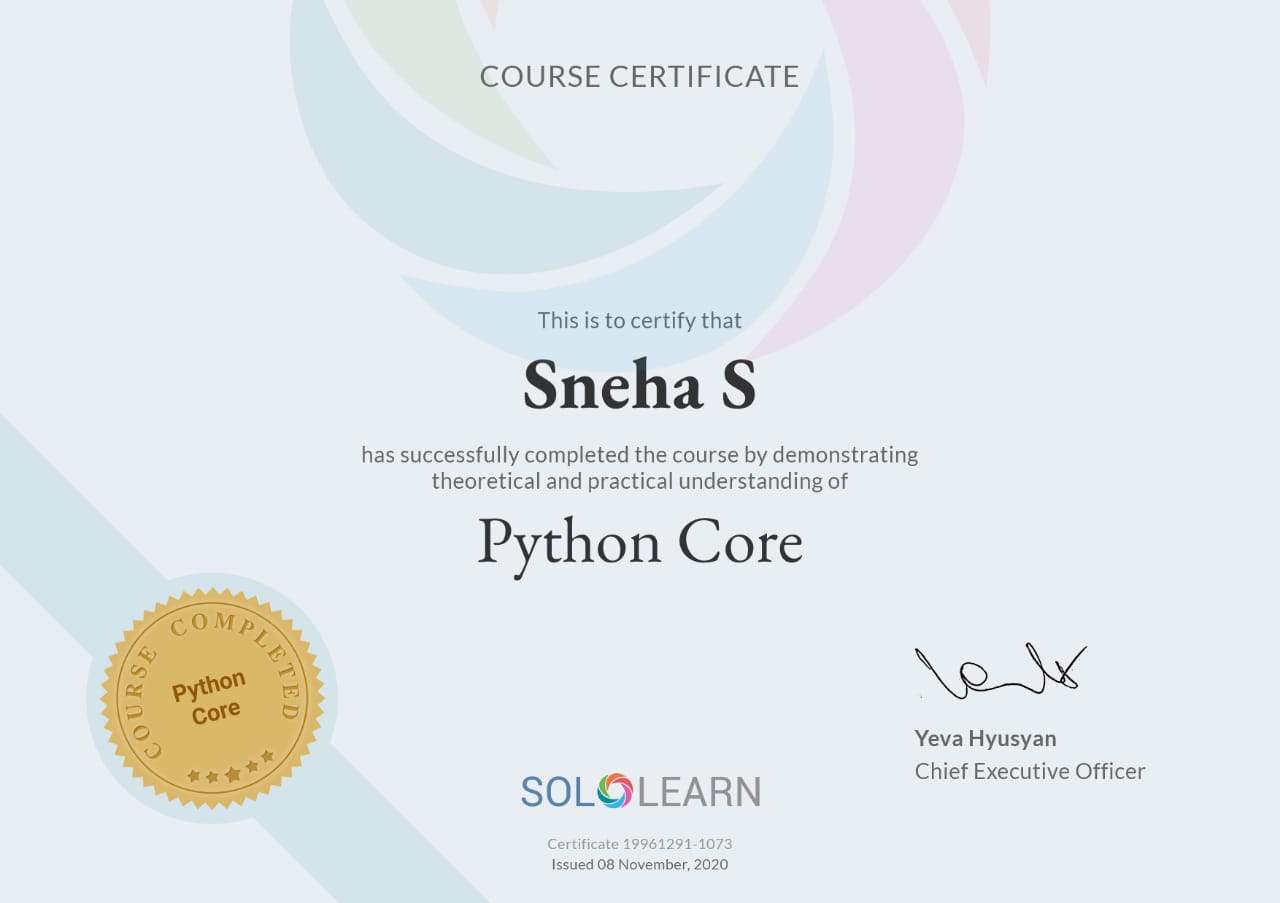 COURSE CERTIFICATE
This is to certify that
Sneha S
has successfully completed the course by demonstrating
theoretical and practical understanding of
Python Core
COURSE COMPLETED
Python
Core
Yeva Hyusyan
Chief Executive Officer
SOLOLEARN
Certificate 19961291-1073
Issued 08 November, 2020